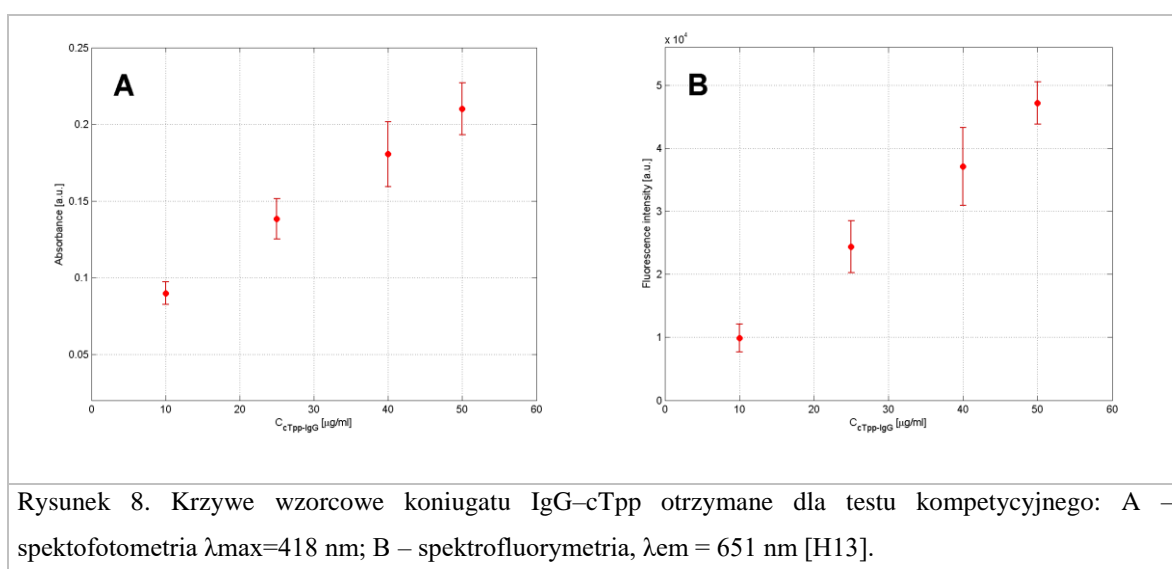 A
0.25
0.2
0.15
0.1
0.05
0 10 20 30 40 50 60
Absorbance [a.u.]
C cTpp-IgG [µg/ml]
B
x 10^4
5
4
3
2
1
0
0 10 20 30 40 50 60
Fluorescence intensity [a.u.]
C cTpp-IgG [µg/ml]
Rysunek 8. Krzywe wzorcowe koniugatu IgG–cTpp otrzymane dla testu kompetycyjnego: A –
spektofotometria λmax=418 nm; B – spektrofluorymetria, λem = 651 nm [H13].